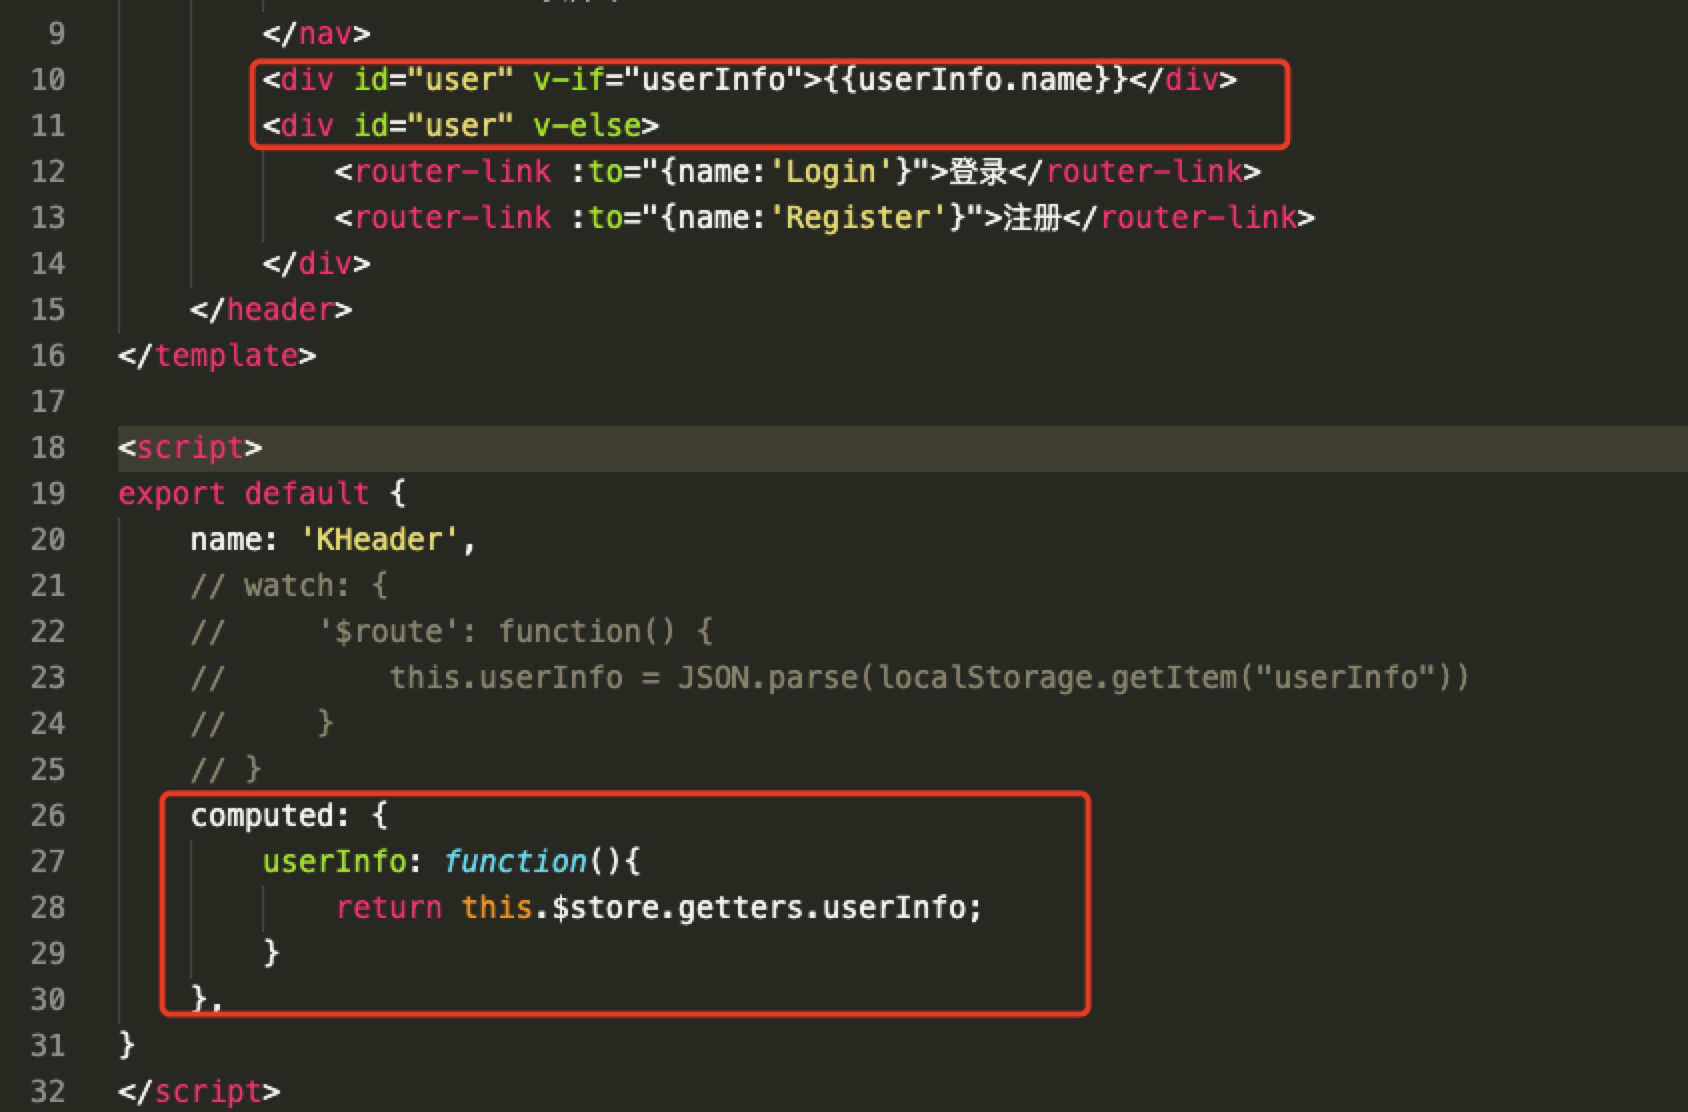 9 </nav>
10 <div id="user" v-if="userInfo">{{userInfo.name}}</div>
11 <div id="user" v-else>
12 <router-link :to="{name:'Login'}">登录</router-link>
13 <router-link :to="{name:'Register'}">注册</router-link>
14 </div>
15 </header>
16 </template>
17
18 <script>
19 export default {
20 name: 'KHeader',
21 // watch: {
22 // '$route': function() {
23 // this.userInfo = JSON.parse(localStorage.getItem("userInfo"))
24 // }
25 // }
26 computed: {
27 userInfo: function(){
28 return this.$store.getters.userInfo;
29 }
30 },
31 }
32 </script>